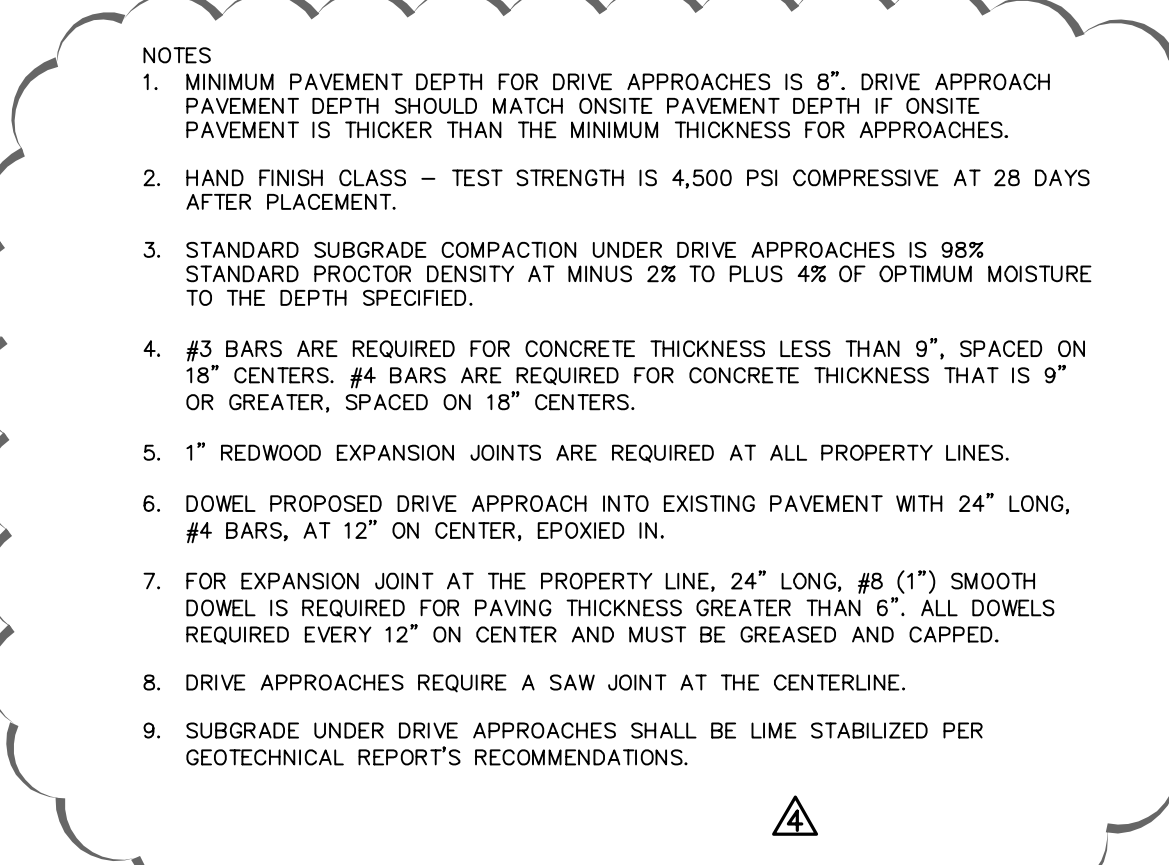 NOTES
1. MINIMUM PAVEMENT DEPTH FOR DRIVE APPROACHES IS 8”. DRIVE APPROACH
PAVEMENT DEPTH SHOULD MATCH ONSITE PAVEMENT DEPTH IF ONSITE
PAVEMENT IS THICKER THAN THE MINIMUM THICKNESS FOR APPROACHES.
2. HAND FINISH CLASS – TEST STRENGTH IS 4,500 PSI COMPRESSIVE AT 28 DAYS
AFTER PLACEMENT.
3. STANDARD SUBGRADE COMPACTION UNDER DRIVE APPROACHES IS 98%
STANDARD PROCTOR DENSITY AT MINUS 2% TO PLUS 4% OF OPTIMUM MOISTURE
TO THE DEPTH SPECIFIED.
4. #3 BARS ARE REQUIRED FOR CONCRETE THICKNESS LESS THAN 9”, SPACED ON
18” CENTERS. #4 BARS ARE REQUIRED FOR CONCRETE THICKNESS THAT IS 9”
OR GREATER, SPACED ON 18” CENTERS.
5. 1” REDWOOD EXPANSION JOINTS ARE REQUIRED AT ALL PROPERTY LINES.
6. DOWEL PROPOSED DRIVE APPROACH INTO EXISTING PAVEMENT WITH 24” LONG,
#4 BARS, AT 12” ON CENTER, EPOXIED IN.
7. FOR EXPANSION JOINT AT THE PROPERTY LINE, 24” LONG, #8 (1”) SMOOTH
DOWEL IS REQUIRED FOR PAVING THICKNESS GREATER THAN 6”. ALL DOWELS
REQUIRED EVERY 12” ON CENTER AND MUST BE GREASED AND CAPPED.
8. DRIVE APPROACHES REQUIRE A SAW JOINT AT THE CENTERLINE.
9. SUBGRADE UNDER DRIVE APPROACHES SHALL BE LIME STABILIZED PER
GEOTECHNICAL REPORT’S RECOMMENDATIONS.
4